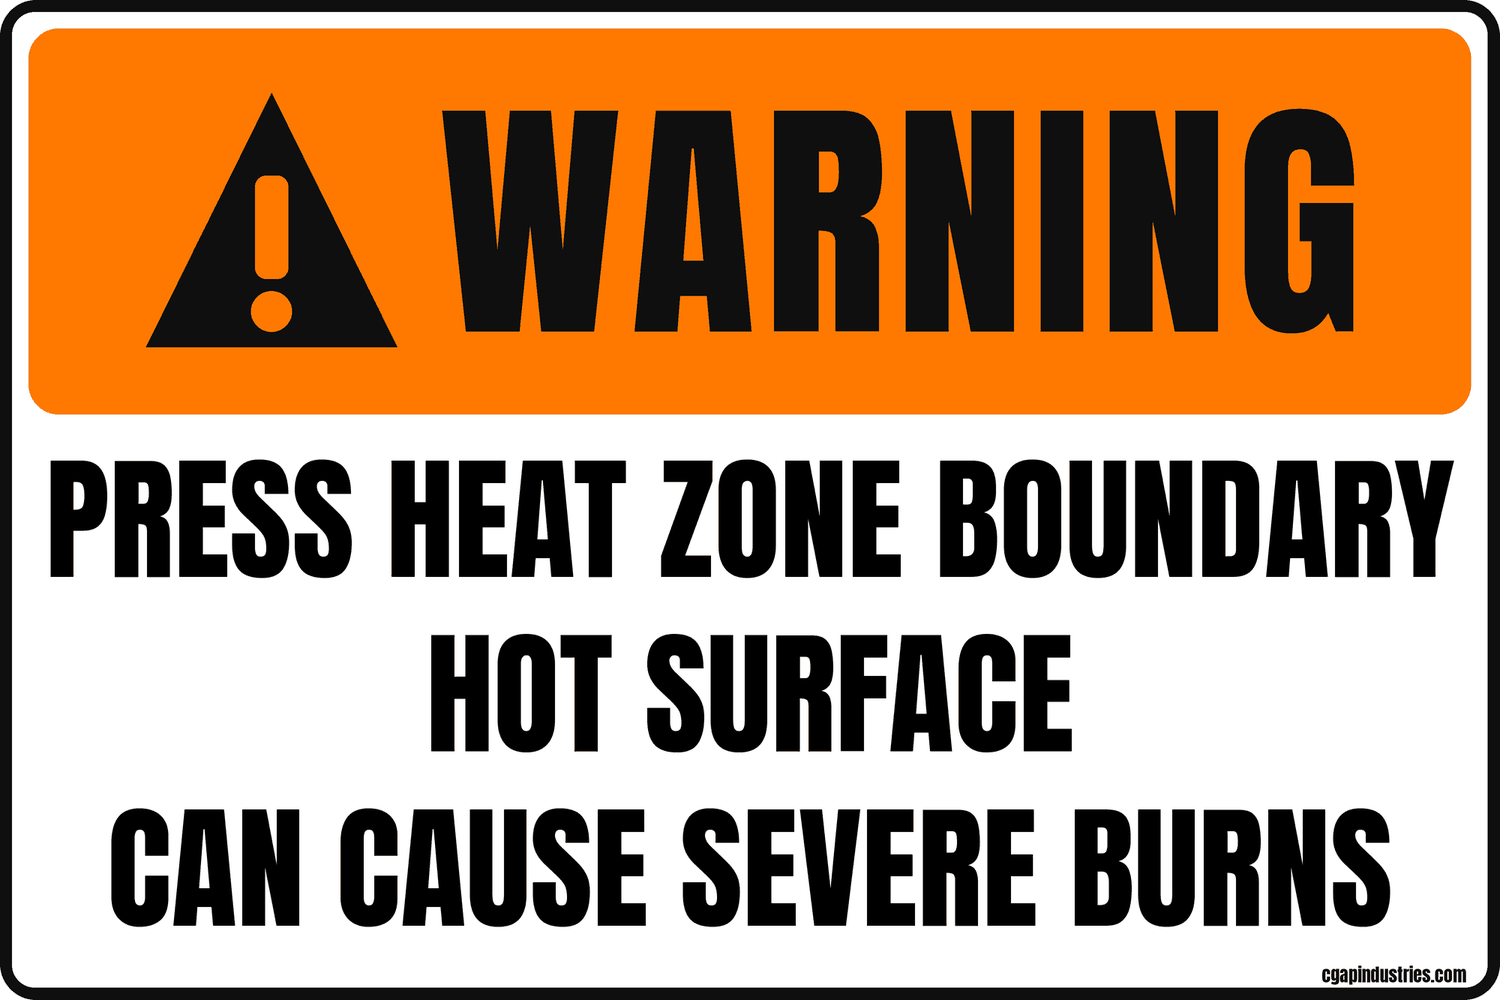 WARNING
PRESS HEAT ZONE BOUNDARY
HOT SURFACE
CAN CAUSE SEVERE BURNS
cgapindustries.com